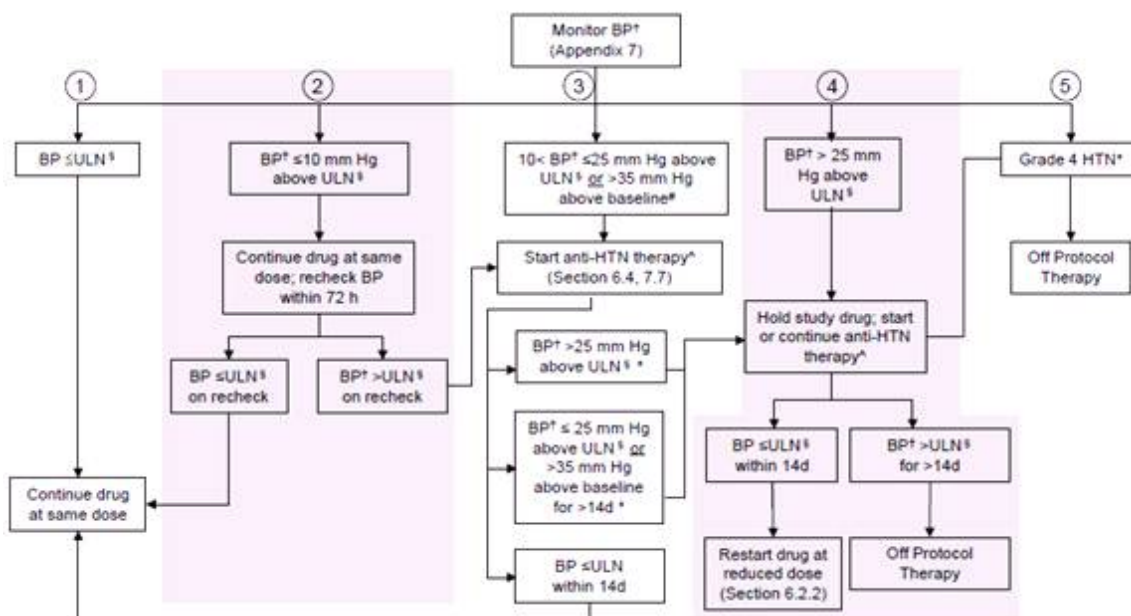 Monitor BP†
(Appendix 7)
1
2
3
4
5
BP ≤ULN§
BP† ≤10 mm Hg
above ULN§
10< BP† ≤25 mm Hg above
ULN§ or >35 mm Hg
above baseline#
BP† > 25 mm
Hg above
ULN§
Grade 4 HTN*
Continue drug at same
dose; recheck BP
within 72 h
Start anti-HTN therapy^
(Section 6.4, 7.7)
Off Protocol
Therapy
Hold study drug; start
or continue anti-HTN
therapy^
BP ≤ULN§
on recheck
BP† >ULN§
on recheck
BP† >25 mm Hg
above ULN§ *
BP† ≤ 25 mm Hg
above ULN§ or
>35 mm Hg
above baseline
for >14d *
BP ≤ULN§
within 14d
BP† >ULN§
for >14d
Continue drug
at same dose
BP ≤ULN
within 14d
Restart drug at
reduced dose
(Section 6.2.2)
Off Protocol
Therapy